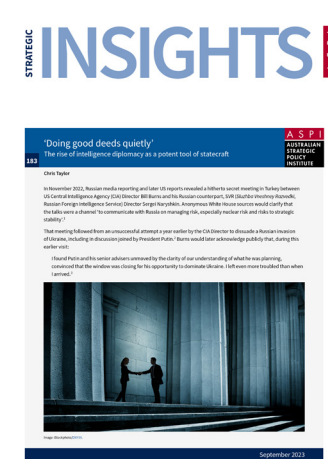 STRATEGIC
INSIGHTS
ASPI
AUSTRALIAN
STRATEGIC
POLICY
INSTITUTE
'Doing good deeds quietly'
The rise of intelligence diplomacy as a potent tool of statecraft
183
Chris Taylor
In November 2022, Russian media reporting and later US reports revealed a hitherto secret meeting in Turkey between
US Central Intelligence Agency (CIA) Director Bill Burns and his Russian counterpart, SVR (Sluzhba Vneshney Razvedki,
Russian Foreign Intelligence Service) Director Sergei Naryshkin. Anonymous White House sources would clarify that
the talks were a channel 'to communicate with Russia on managing risk, especially nuclear risk and risks to strategic
stability'.¹
That meeting followed from an unsuccessful attempt a year earlier by the CIA Director to dissuade a Russian invasion
of Ukraine, including in discussion joined by President Putin.² Burns would later acknowledge publicly that, during this
earlier visit:
I found Putin and his senior advisers unmoved by the clarity of our understanding of what he was planning,
convinced that the window was closing for his opportunity to dominate Ukraine. I left even more troubled than when
I arrived.³
September 2023